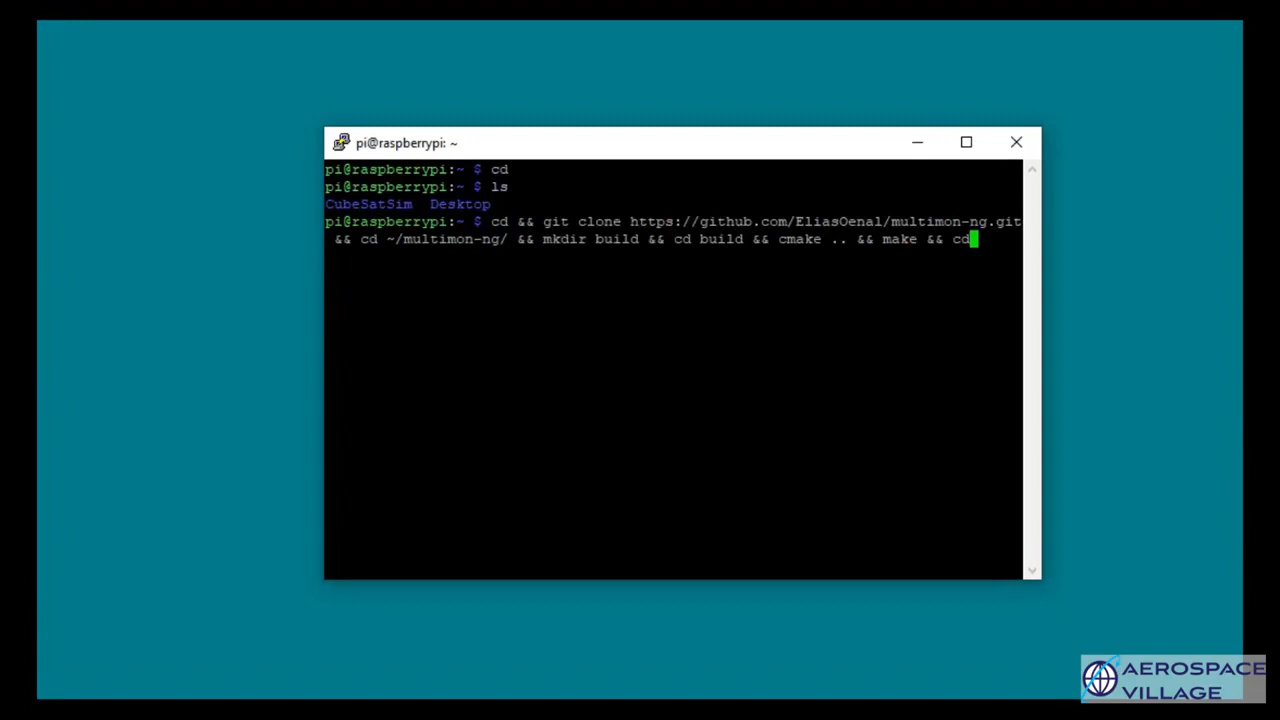 pi@raspberrypi: ~
pi@raspberrypi:~ $ cd
pi@raspberrypi:~ $ ls
CubeSatSim  Desktop
pi@raspberrypi:~ $ cd && git clone https://github.com/EliasOenal/multimon-ng.git
 && cd ~/multimon-ng/ && mkdir build && cd build && cmake .. && make && cd
AEROSPACE
VILLAGE